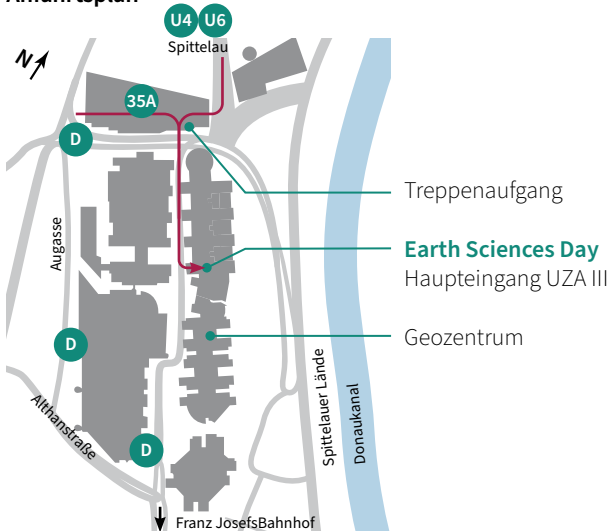 U4 U6
Spittelau
N
35A
D
Treppenaufgang
Augasse
Earth Sciences Day
Haupteingang UZA III
D
Geozentrum
Althanstraße
Spittelauer Lände
Donaukanal
D
Franz JosefsBahnhof